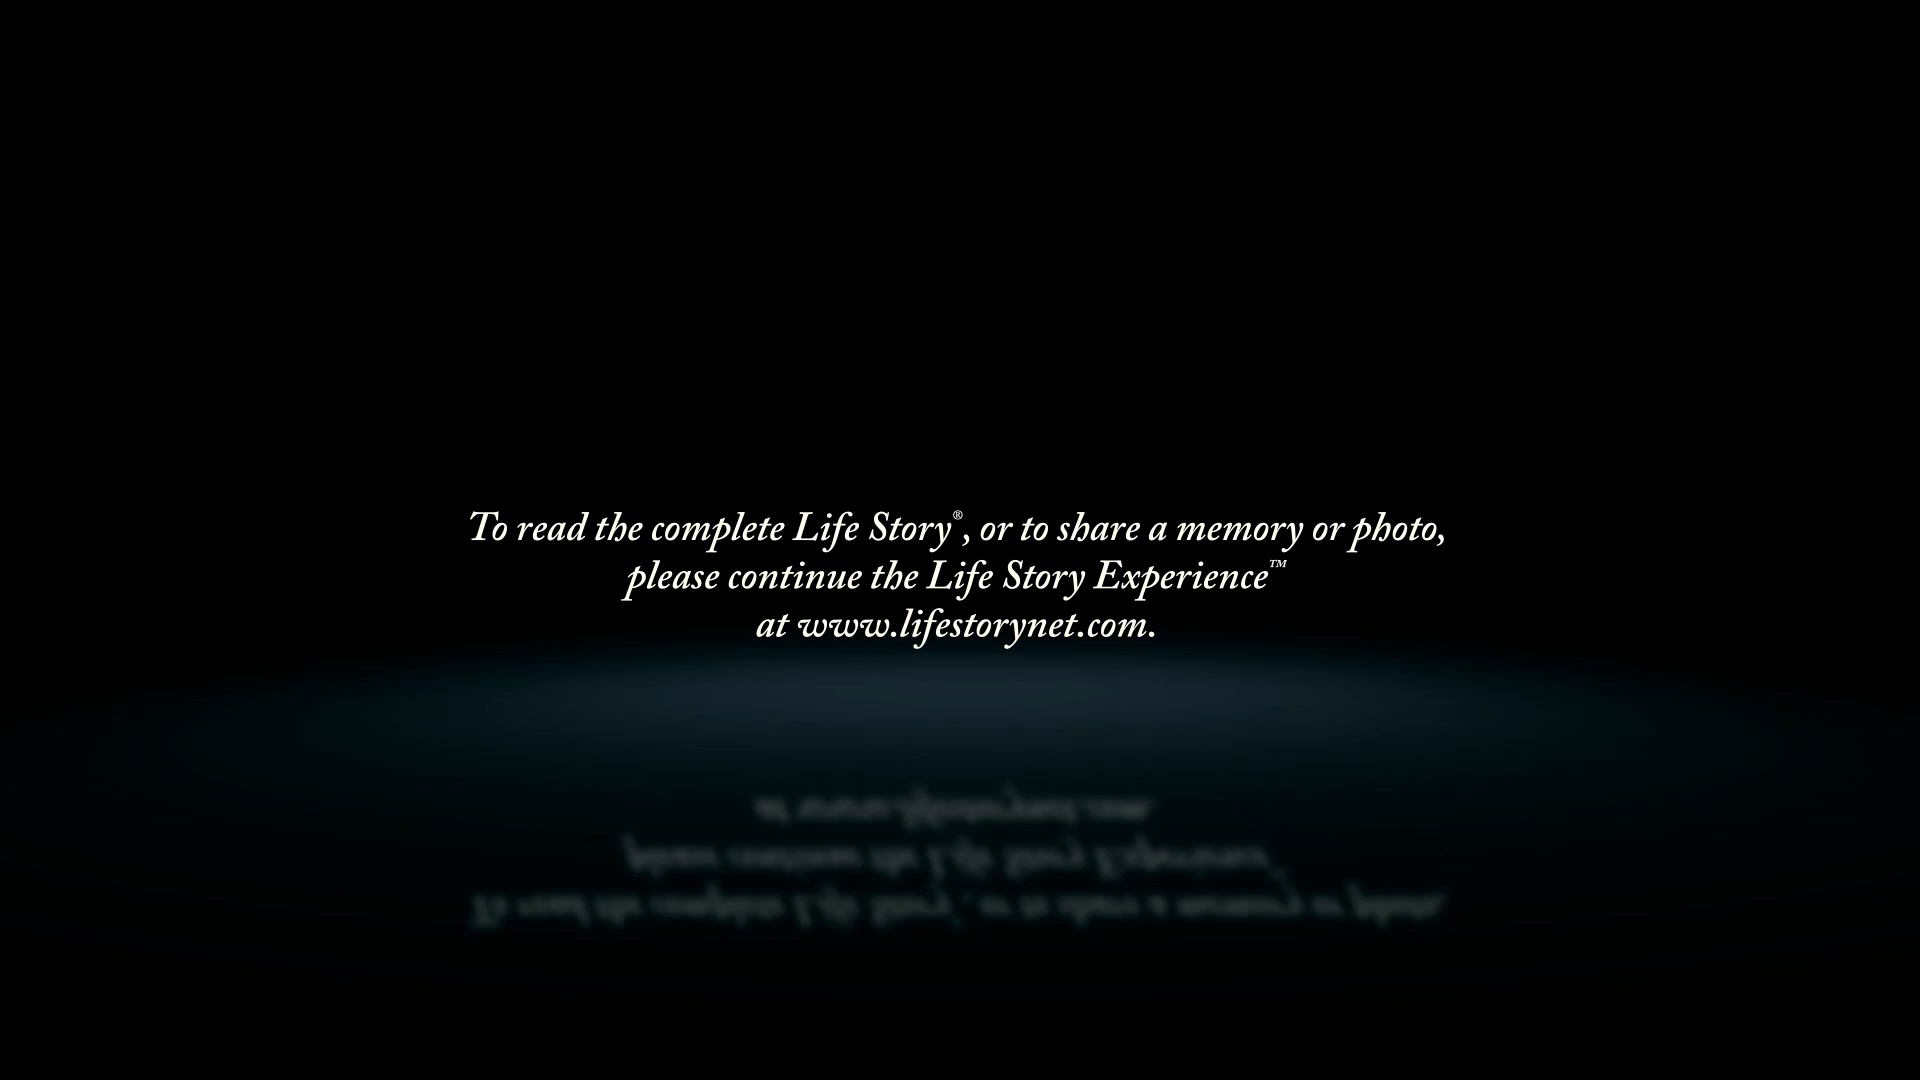 To read the complete Life Story®, or to share a memory or photo,
please continue the Life Story Experience™
at www.lifestorynet.com.